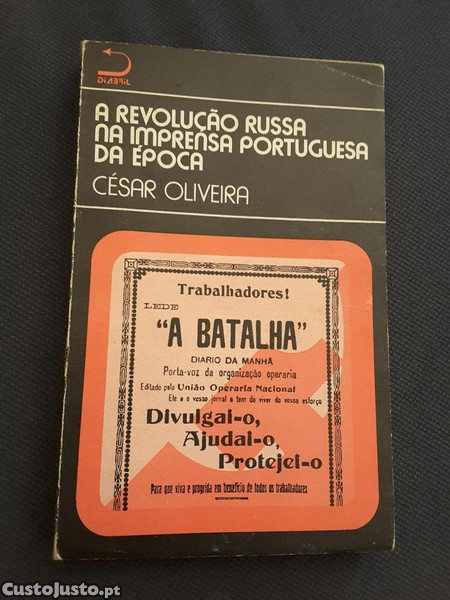 DIABRIL
A REVOLUÇÃO RUSSA
NA IMPRENSA PORTUGUESA
DA ÉPOCA
CÉSAR OLIVEIRA
Trabalhadores!
LEDE
"A BATALHA"
DIARIO DA MANHÃ
Porta-voz da organização operaria
Editado pela União Operaria Nacional
Ele é o vosso jornal e tem de viver do vosso esforço
Divulgai-o,
Ajudai-o,
Protejei-o
Para que viva e progrida em beneficio de todos os trabalhadores
CustoJusto.pt